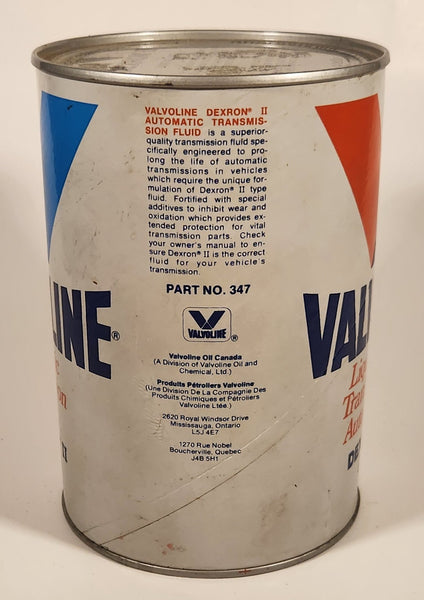 VALVOLINE DEXRON® II
AUTOMATIC TRANSMIS-
SION FLUID is a superior-
quality transmission fluid spe-
cifically engineered to pro-
long the life of automatic
transmissions in vehicles
which require the unique for-
mulation of Dexron® II type
fluid. Fortified with special
additives to inhibit wear and
oxidation which provides ex-
tended protection for vital
transmission parts. Check
your owner's manual to en-
sure Dexron® II is the correct
fluid for your vehicle's
transmission.
PART NO. 347
VALVOLINE®
Valvoline Oil Canada
(A Division of Valvoline Oil and
Chemical, Ltd.)
Produits Pétroliers Valvoline
(Une Division De La Compagnie Des
Produits Chimiques et Pétroliers
Valvoline Ltée.)
2620 Royal Windsor Drive
Mississauga, Ontario
L5J 4E7
1270 Rue Nobel
Boucherville, Quebec
J4B 5H1
LINE®
VAL